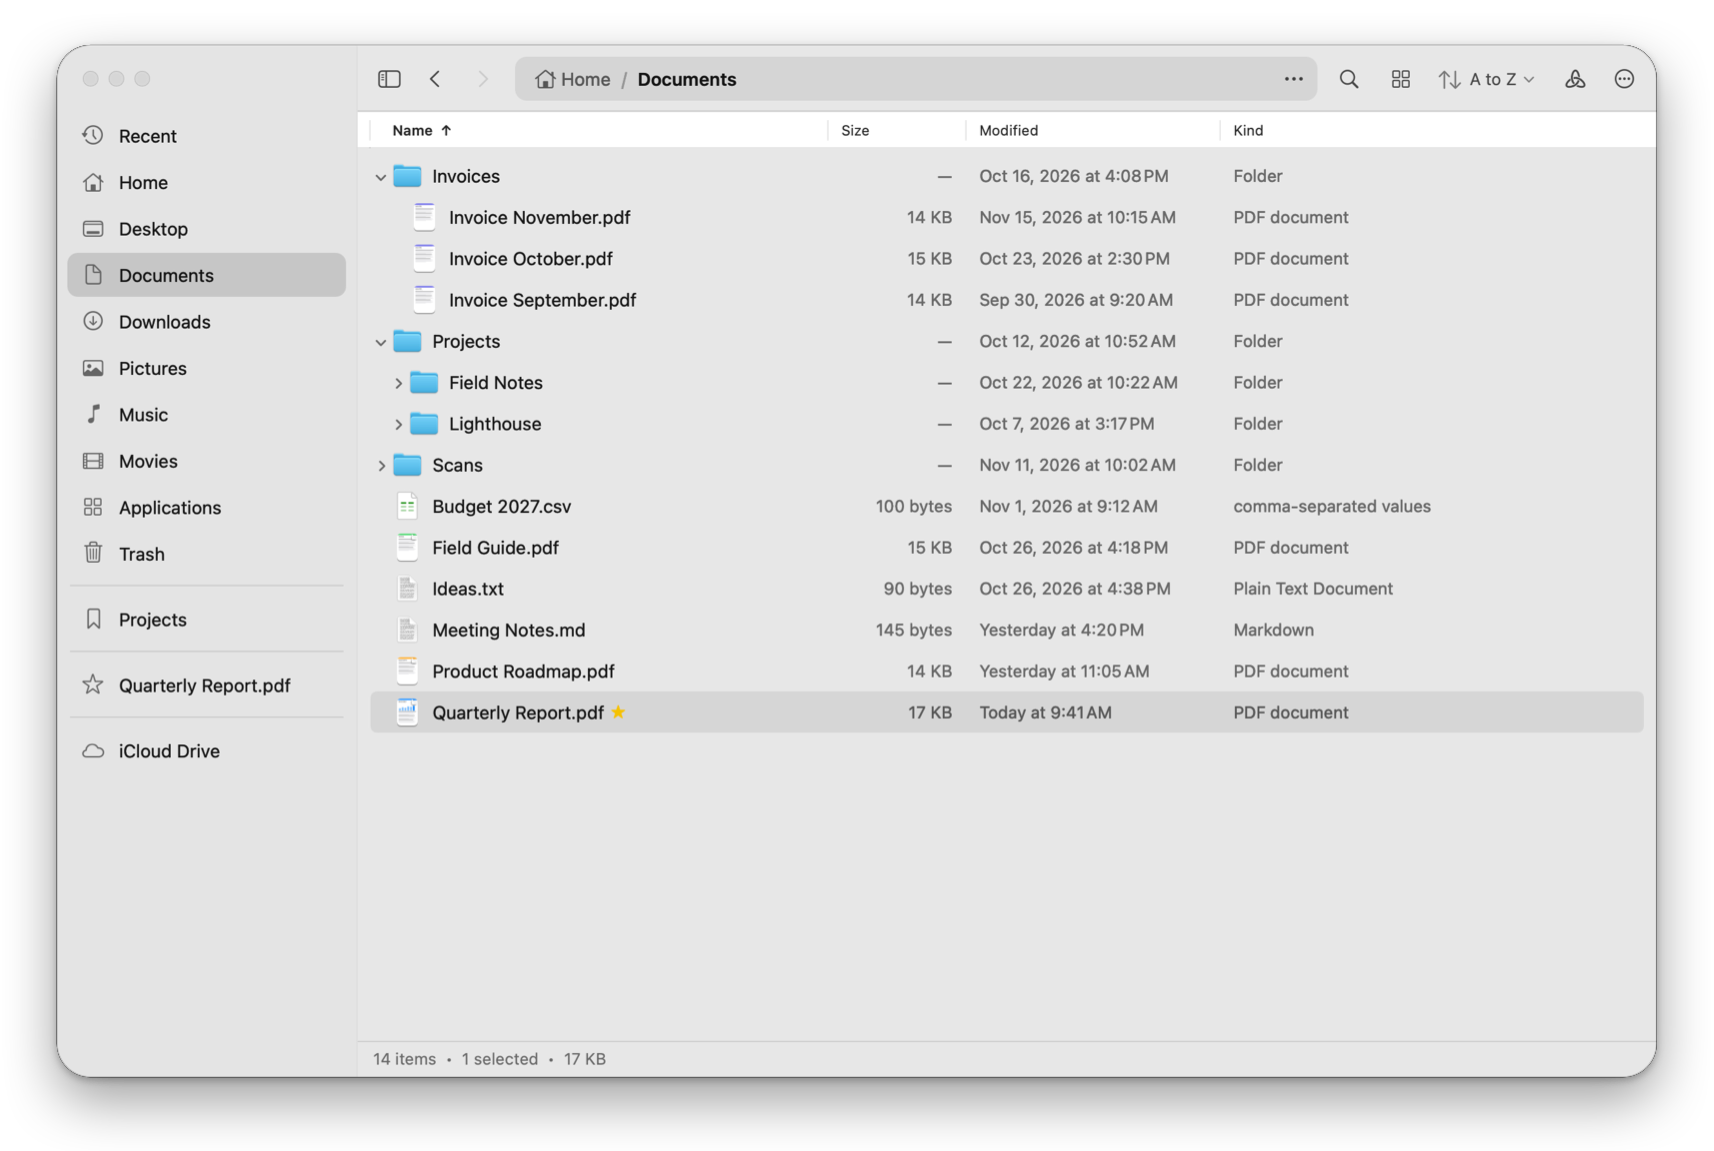 Home / Documents ··· A to Z
Recent
Home
Desktop
Documents
Downloads
Pictures
Music
Movies
Applications
Trash
Projects
Quarterly Report.pdf
iCloud Drive
Name Size Modified Kind
Invoices — Oct 16, 2026 at 4:08 PM Folder
Invoice November.pdf 14 KB Nov 15, 2026 at 10:15 AM PDF document
Invoice October.pdf 15 KB Oct 23, 2026 at 2:30 PM PDF document
Invoice September.pdf 14 KB Sep 30, 2026 at 9:20 AM PDF document
Projects — Oct 12, 2026 at 10:52 AM Folder
Field Notes — Oct 22, 2026 at 10:22 AM Folder
Lighthouse — Oct 7, 2026 at 3:17 PM Folder
Scans — Nov 11, 2026 at 10:02 AM Folder
Budget 2027.csv 100 bytes Nov 1, 2026 at 9:12 AM comma-separated values
Field Guide.pdf 15 KB Oct 26, 2026 at 4:18 PM PDF document
Ideas.txt 90 bytes Oct 26, 2026 at 4:38 PM Plain Text Document
Meeting Notes.md 145 bytes Yesterday at 4:20 PM Markdown
Product Roadmap.pdf 14 KB Yesterday at 11:05 AM PDF document
Quarterly Report.pdf 17 KB Today at 9:41 AM PDF document
14 items • 1 selected • 17 KB